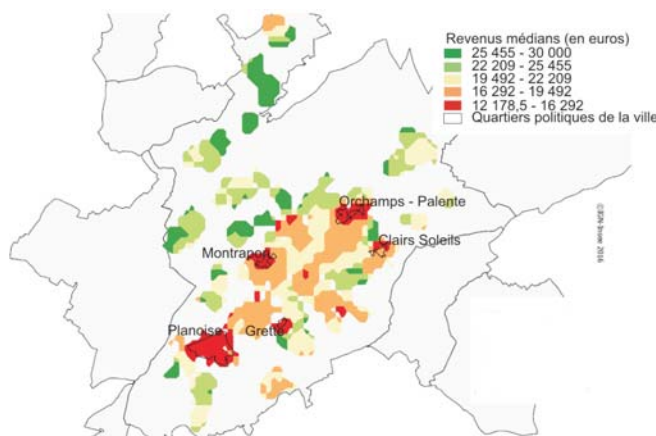 Revenus médians (en euros)
25 455 - 30 000
22 209 - 25 455
19 492 - 22 209
16 292 - 19 492
12 178,5 - 16 292
Quartiers politiques de la ville
Orchamps - Palente
Clairs Soleils
Montrapon
Planoise
Grette
©IGN-Insee 2016